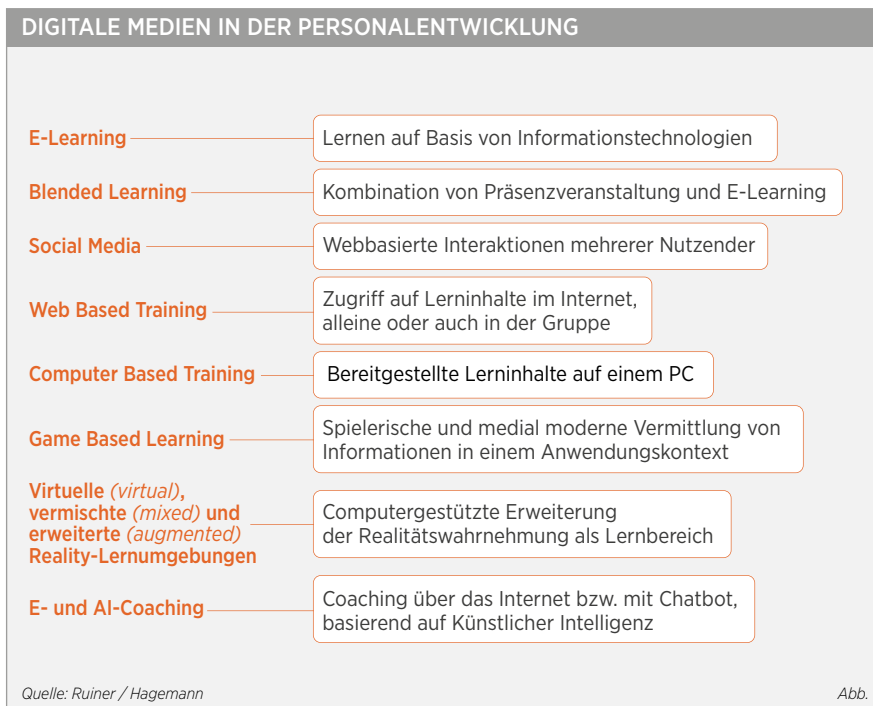 DIGITALE MEDIEN IN DER PERSONALENTWICKLUNG
E-Learning
Lernen auf Basis von Informationstechnologien
Blended Learning
Kombination von Präsenzveranstaltung und E-Learning
Social Media
Webbasierte Interaktionen mehrerer Nutzender
Web Based Training
Zugriff auf Lerninhalte im Internet,
alleine oder auch in der Gruppe
Computer Based Training
Bereitgestellte Lerninhalte auf einem PC
Game Based Learning
Spielerische und medial moderne Vermittlung von
Informationen in einem Anwendungskontext
Virtuelle (virtual),
vermischte (mixed) und
erweiterte (augmented)
Reality-Lernumgebungen
Computergestützte Erweiterung
der Realitätswahrnehmung als Lernbereich
E- und AI-Coaching
Coaching über das Internet bzw. mit Chatbot,
basierend auf Künstlicher Intelligenz
Quelle: Ruiner / Hagemann
Abb.